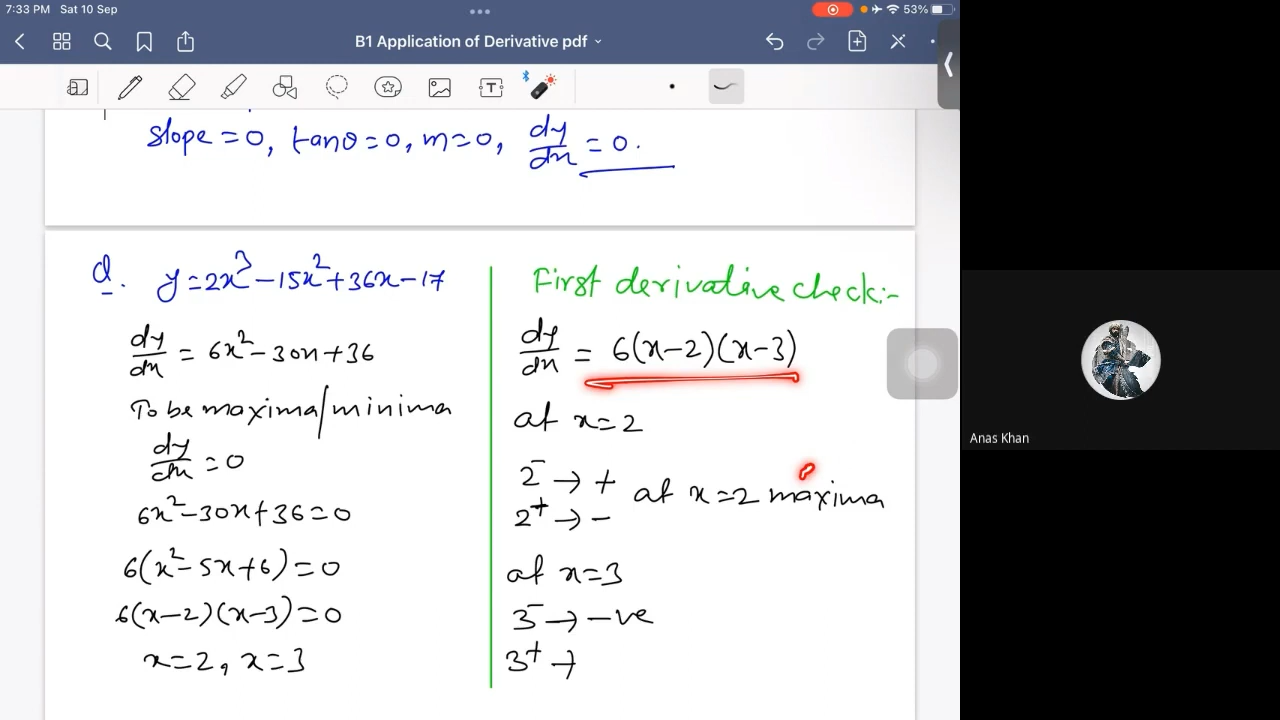 7:33 PM Sat 10 Sep
53%
B1 Application of Derivative pdf
T
slope = 0, tanθ = 0, m = 0, dy/dx = 0.
Q. y = 2x³ - 15x² + 36x - 17
dy/dx = 6x² - 30x + 36
To be maxima/minima
dy/dx = 0
6x² - 30x + 36 = 0
6(x² - 5x + 6) = 0
6(x-2)(x-3) = 0
x = 2, x = 3
First derivative check:-
dy/dx = 6(x-2)(x-3)
at x = 2
2⁻ → +
2⁺ → -
at x = 2 maxima
at x = 3
3⁻ → -ve
3⁺ →
Anas Khan